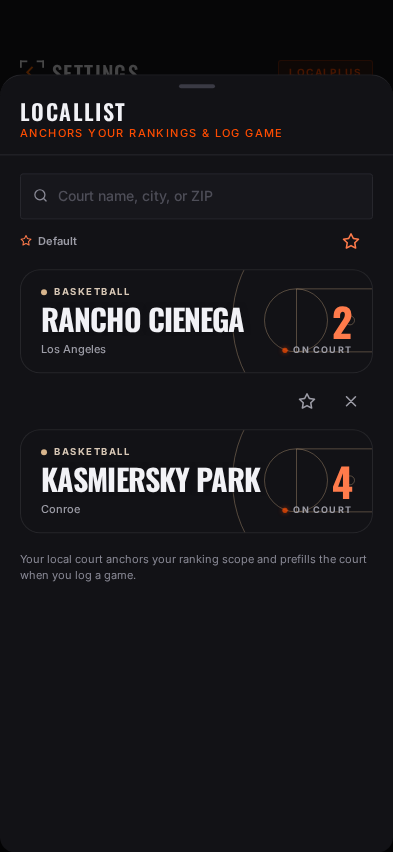 SETTINGS
LOCALPLUS
LOCALLIST
ANCHORS YOUR RANKINGS & LOG GAME
Court name, city, or ZIP
Default
BASKETBALL
RANCHO CIENEGA
2
Los Angeles
ON COURT
BASKETBALL
KASMIERSKY PARK
4
Conroe
ON COURT
Your local court anchors your ranking scope and prefills the court
when you log a game.